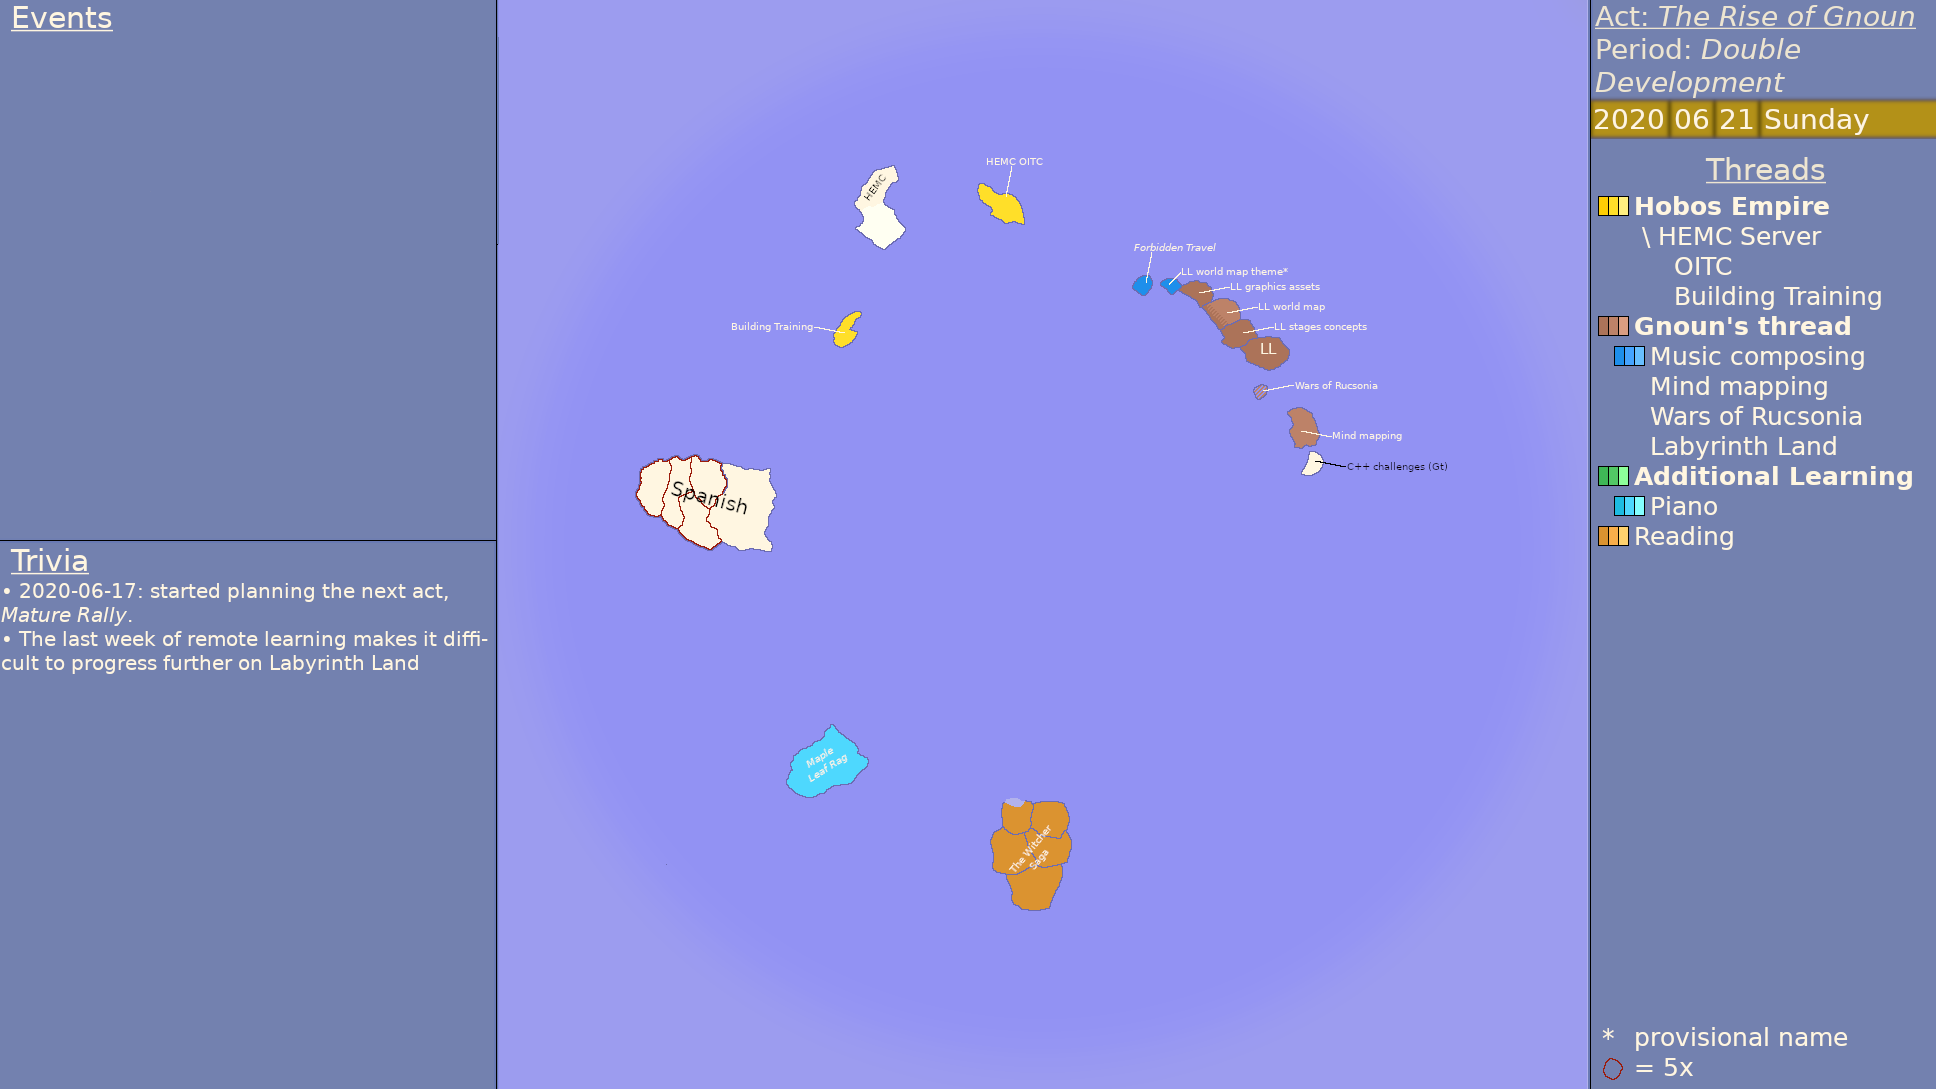 Events
Trivia
• 2020-06-17: started planning the next act,
Mature Rally.
• The last week of remote learning makes it diffi-
cult to progress further on Labyrinth Land
HEMC
HEMC OITC
Forbidden Travel
LL world map theme*
LL graphics assets
LL world map
LL stages concepts
LL
Building Training
Wars of Rucsonia
Mind mapping
C++ challenges (Gt)
Spanish
Maple
Leaf Rag
The Witcher
Saga
Act: The Rise of Gnoun
Period: Double
Development
2020 06 21 Sunday
Threads
Hobos Empire
\ HEMC Server
OITC
Building Training
Gnoun's thread
Music composing
Mind mapping
Wars of Rucsonia
Labyrinth Land
Additional Learning
Piano
Reading
* provisional name
= 5x